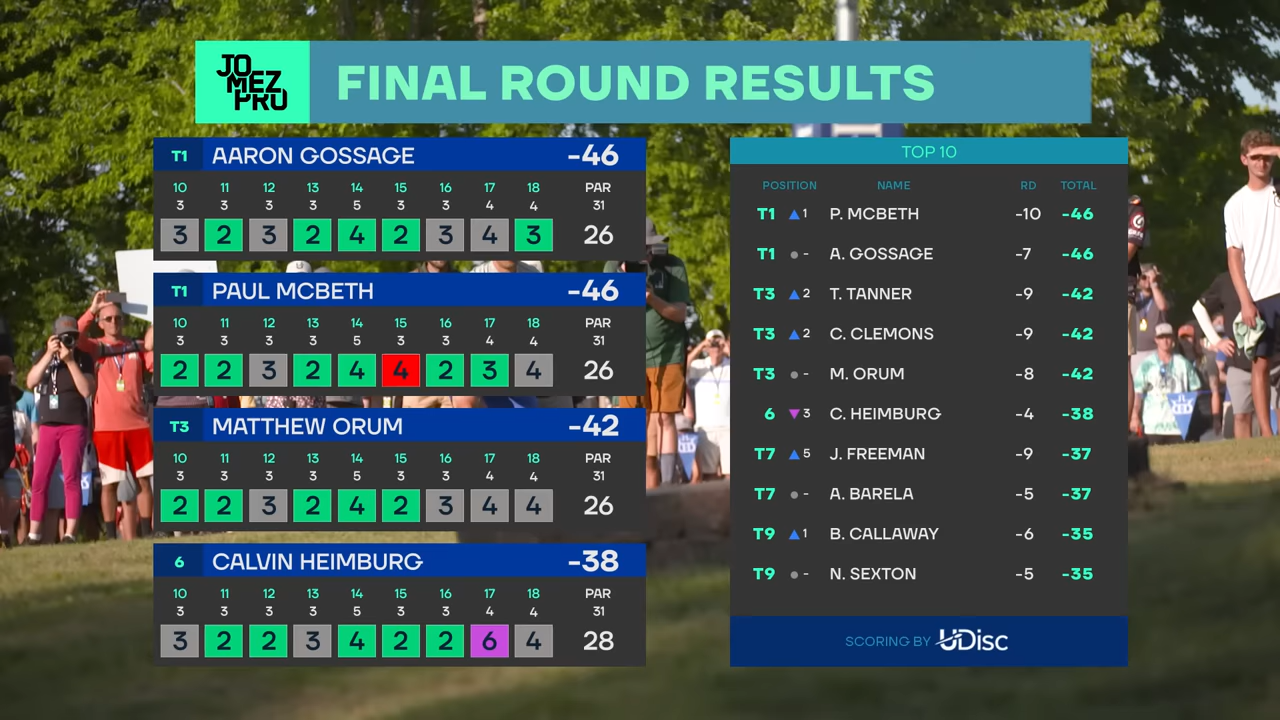 JOMEZ PRO
FINAL ROUND RESULTS
T1 AARON GOSSAGE -46
10 11 12 13 14 15 16 17 18 PAR
3 3 3 3 5 3 3 4 4 31
3 2 3 2 4 2 3 4 3 26
T1 PAUL MCBETH -46
10 11 12 13 14 15 16 17 18 PAR
3 3 3 3 5 3 3 4 4 31
2 2 3 2 4 4 2 3 4 26
T3 MATTHEW ORUM -42
10 11 12 13 14 15 16 17 18 PAR
3 3 3 3 5 3 3 4 4 31
2 2 3 2 4 2 3 4 4 26
6 CALVIN HEIMBURG -38
10 11 12 13 14 15 16 17 18 PAR
3 3 3 3 5 3 3 4 4 31
3 2 2 3 4 2 2 6 4 28
TOP 10
POSITION NAME RD TOTAL
T1 ▲1 P. MCBETH -10 -46
T1 ● - A. GOSSAGE -7 -46
T3 ▲2 T. TANNER -9 -42
T3 ▲2 C. CLEMONS -9 -42
T3 ● - M. ORUM -8 -42
6 ▼3 C. HEIMBURG -4 -38
T7 ▲5 J. FREEMAN -9 -37
T7 ● - A. BARELA -5 -37
T9 ▲1 B. CALLAWAY -6 -35
T9 ● - N. SEXTON -5 -35
SCORING BY UDisc